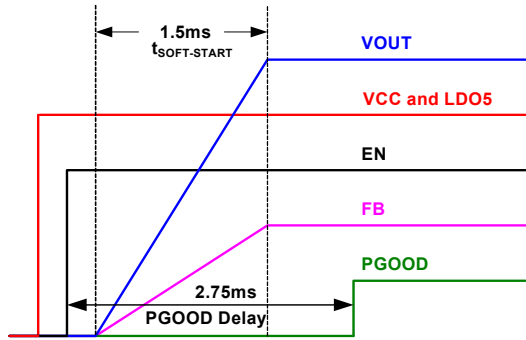 1.5ms
tSOFT-START
VOUT
VCC and LDO5
EN
FB
PGOOD
2.75ms
PGOOD Delay